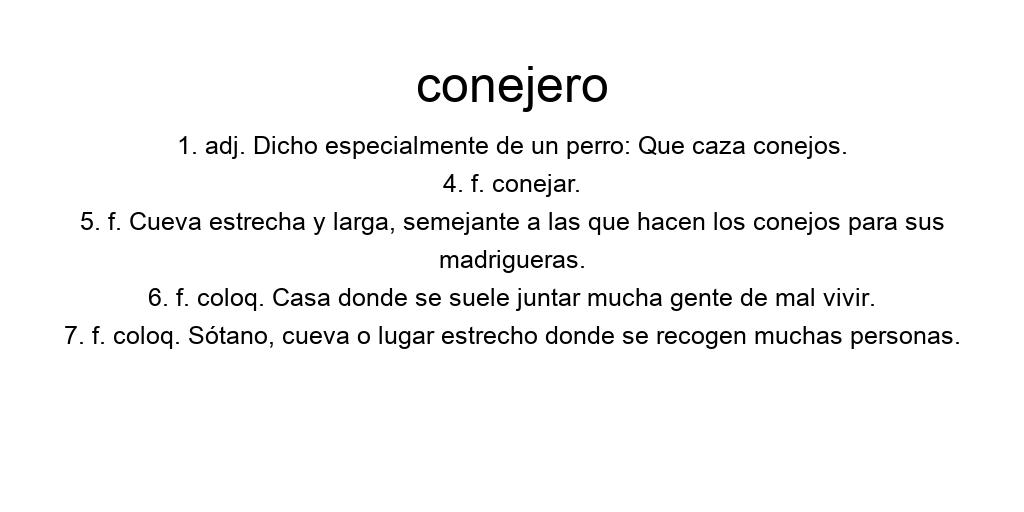 conejero
1. adj. Dicho especialmente de un perro: Que caza conejos.
4. f. conejar.
5. f. Cueva estrecha y larga, semejante a las que hacen los conejos para sus
madrigueras.
6. f. coloq. Casa donde se suele juntar mucha gente de mal vivir.
7. f. coloq. Sótano, cueva o lugar estrecho donde se recogen muchas personas.